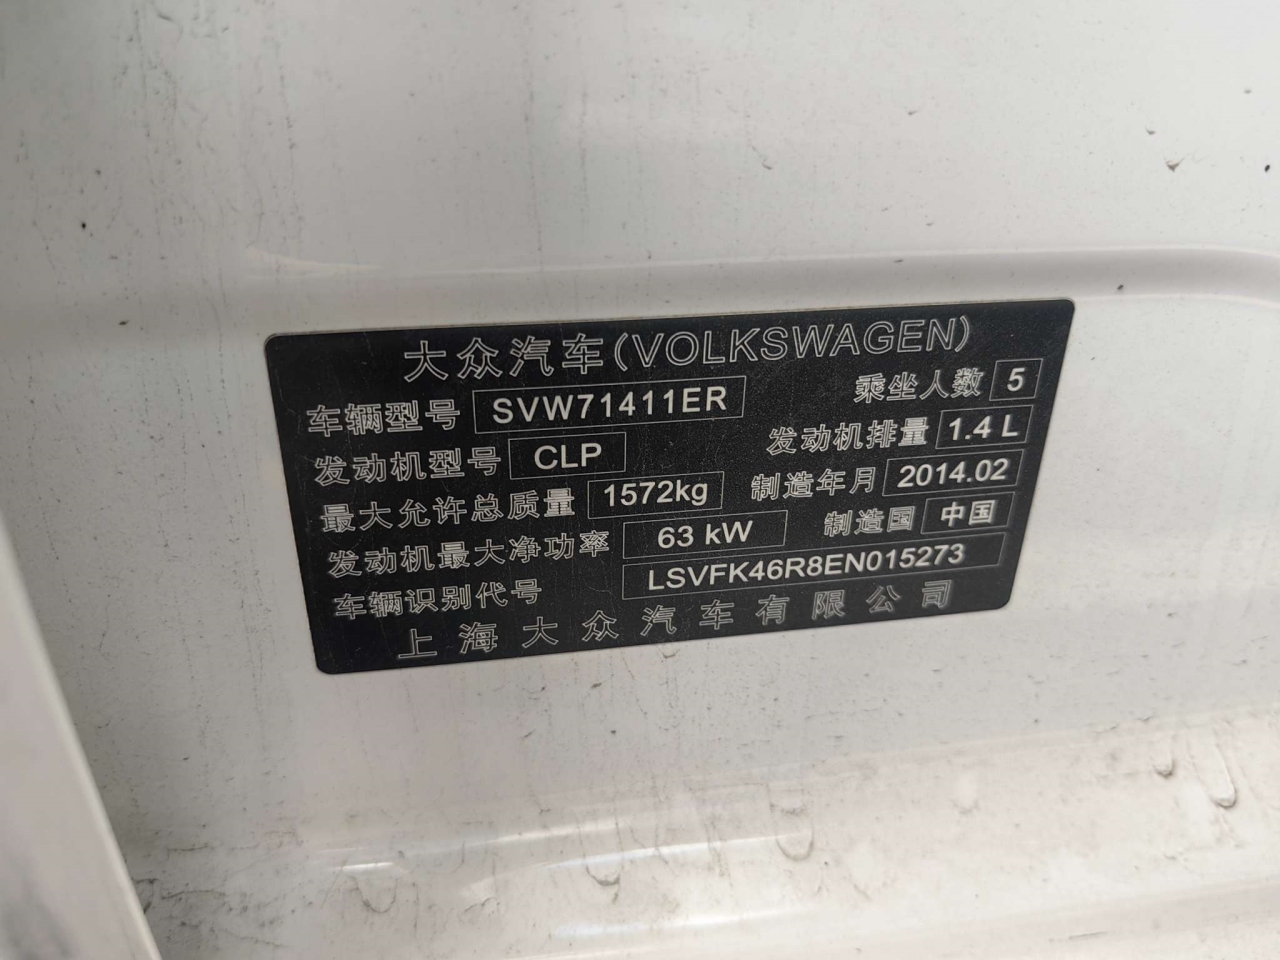 大众汽车(VOLKSWAGEN)
车辆型号 SVW71411ER 乘坐人数 5
发动机型号 CLP 发动机排量 1.4 L
最大允许总质量 1572kg 制造年月 2014.02
发动机最大净功率 63 kW 制造国 中国
车辆识别代号 LSVFK46R8EN015273
上海大众汽车有限公司